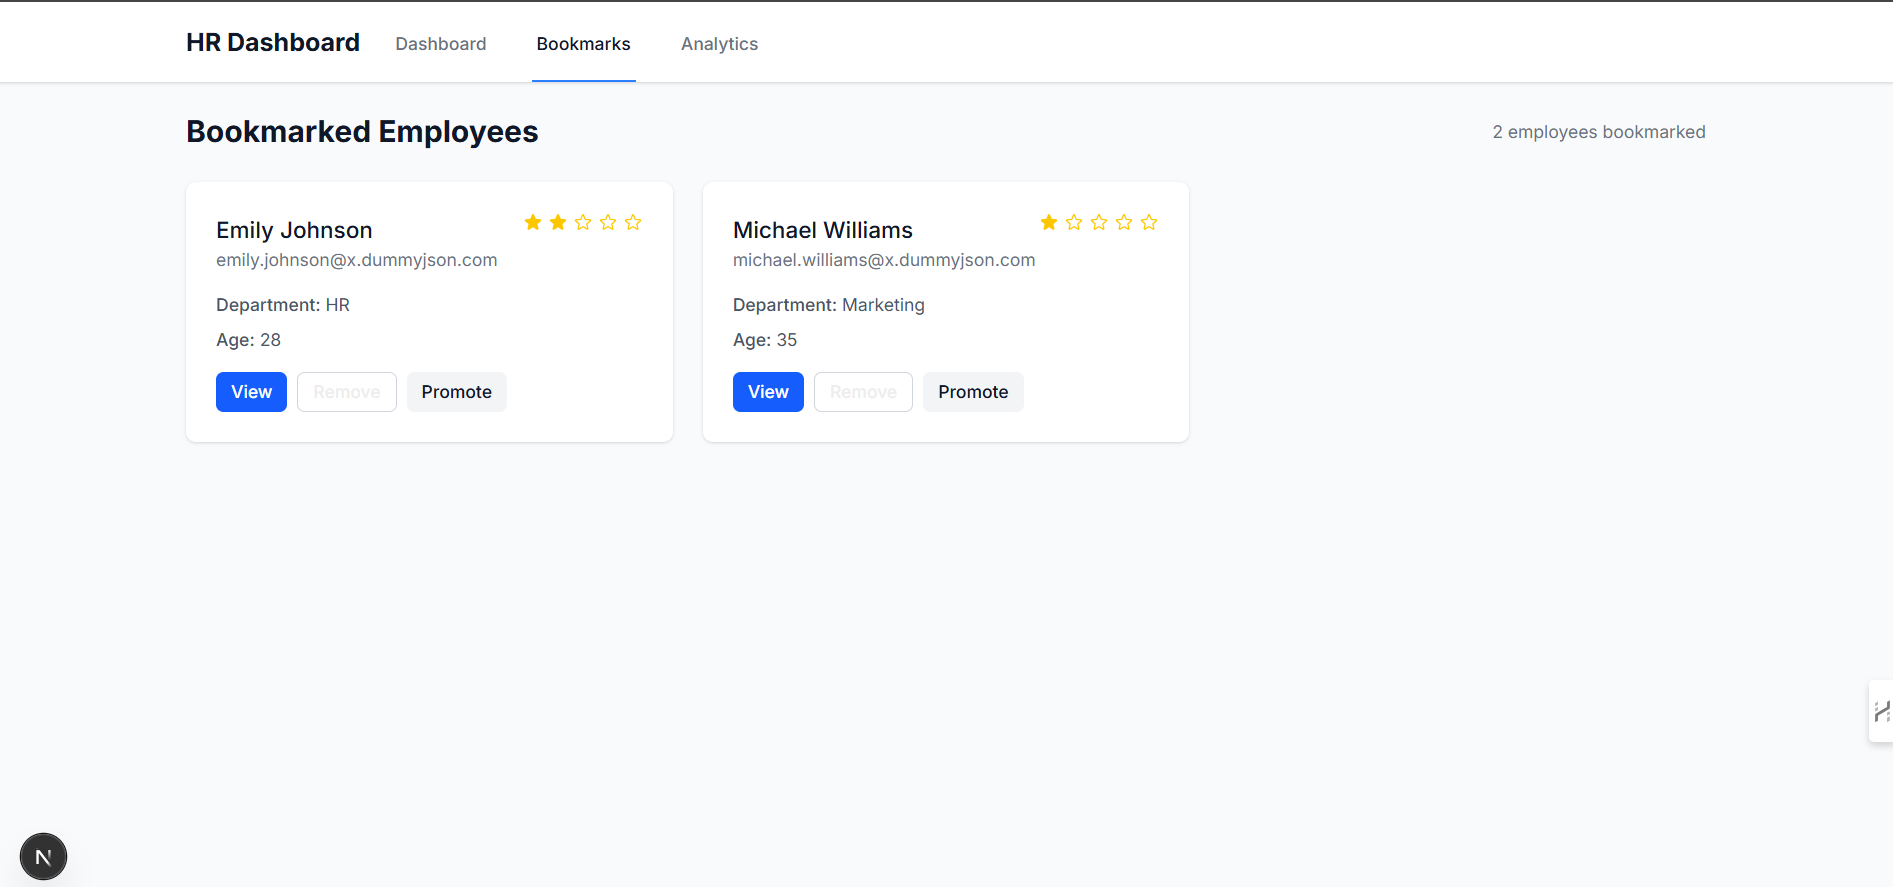 HR Dashboard Dashboard Bookmarks Analytics
Bookmarked Employees 2 employees bookmarked
Emily Johnson
emily.johnson@x.dummyjson.com
Department: HR
Age: 28
View Remove Promote
Michael Williams
michael.williams@x.dummyjson.com
Department: Marketing
Age: 35
View Remove Promote
N